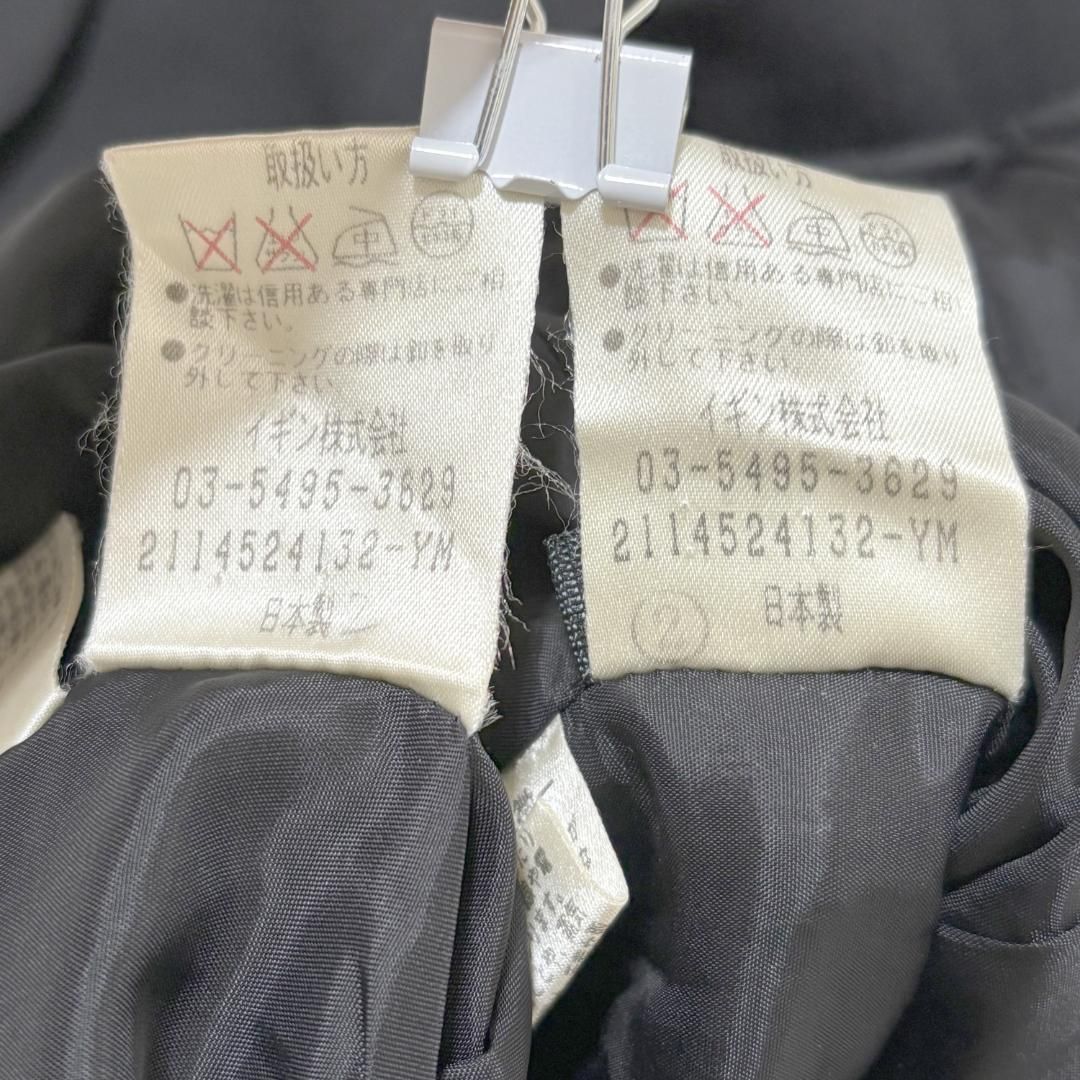 取扱い方
中
●洗濯は信用ある専門店にご相
談下さい。
●クリーニングの際は釦を取り
外して下さい。
イギン株式会社
03-5495-3629
2114524132-YM
日本製
取扱い方
中
●洗濯は信用ある専門店にご相
談下さい。
●クリーニングの際は釦を取り
外して下さい。
イギン株式会社
03-5495-3629
2114524132-YM
日本製
2